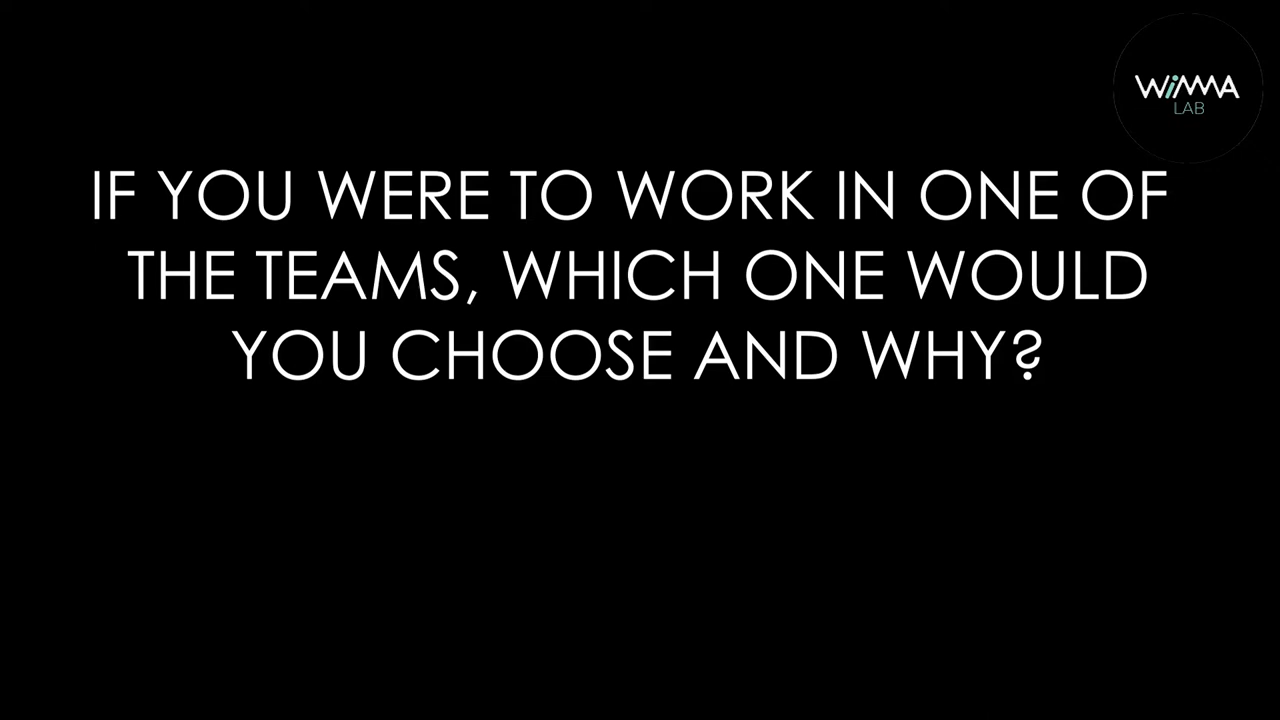 WIMMA
LAB
IF YOU WERE TO WORK IN ONE OF
THE TEAMS, WHICH ONE WOULD
YOU CHOOSE AND WHY?